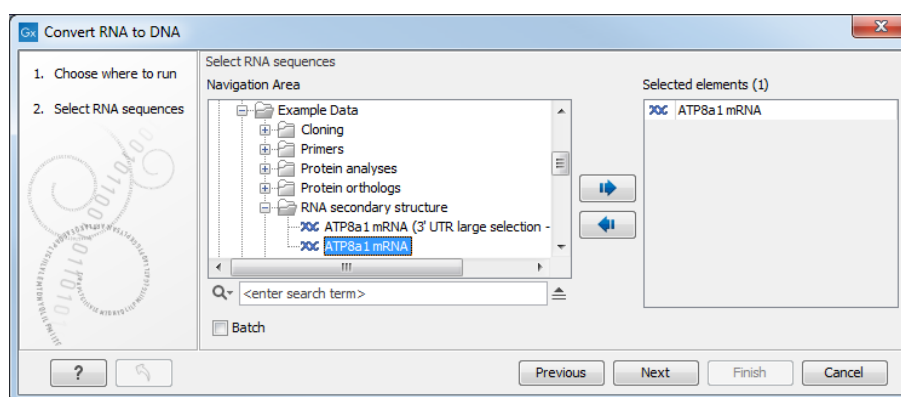 Gx Convert RNA to DNA
1. Choose where to run
2. Select RNA sequences
Select RNA sequences
Navigation Area
Example Data
Cloning
Primers
Protein analyses
Protein orthologs
RNA secondary structure
ATP8a1 mRNA (3' UTR large selection -
ATP8a1 mRNA
<enter search term>
Batch
Selected elements (1)
ATP8a1 mRNA
?
Previous
Next
Finish
Cancel